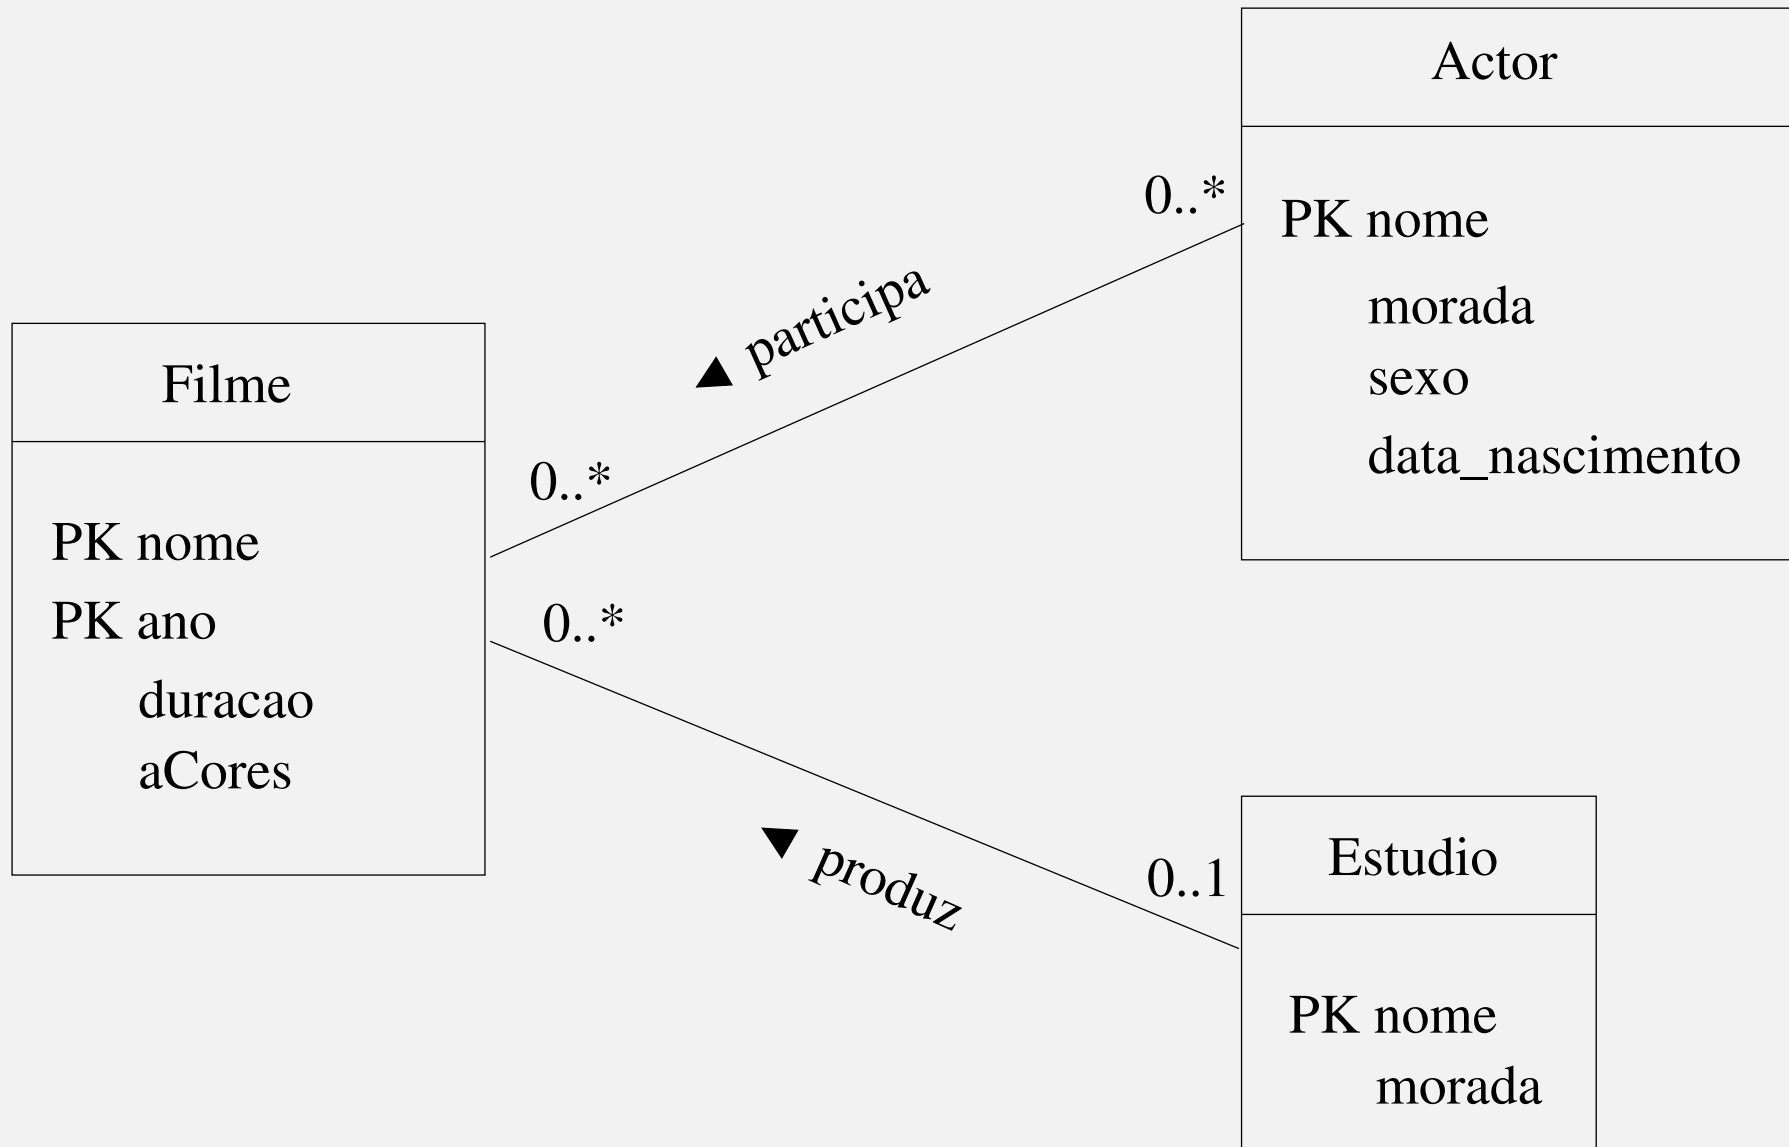 Actor
0..*
PK nome
morada
sexo
data_nascimento
participa
Filme
0..*
PK nome
PK ano
duracao
aCores
0..*
produz
0..1
Estudio
PK nome
morada